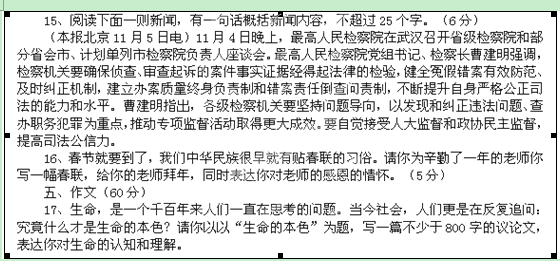 15、阅读下面一则新闻，有一句话概括新闻内容，不超过 25 个字。（6 分）
（本报北京 11 月 5 日电）11 月 4 日晚上，最高人民检察院在武汉召开省级检察院和部
分省会市、计划单列市检察院负责人座谈会。最高人民检察院党组书记、检察长曹建明强调，
检察机关要确保侦查、审查起诉的案件事实证据经得起法律的检验，健全冤假错案有效防范、
及时纠正机制，建立办案质量终身负责制和错案责任倒查问责制，不断提升自身严格公正司
法的能力和水平。曹建明指出，各级检察机关要坚持问题导向，以发现和纠正违法问题、查
办职务犯罪为重点，推动专项监督活动取得更大成效。要自觉接受人大监督和政协民主监督，
提高司法公信力。
16、春节就要到了，我们中华民族很早就有贴春联的习俗。请你为辛勤了一年的老师你
写一幅春联，给你的老师拜年，同时表达你对老师的感恩的情怀。（5 分）
五、作文（60 分）
17、生命，是一个千百年来人们一直在思考的问题。当今社会，人们更是在反复追问：
究竟什么才是生命的本色？请你以以“生命的本色”为题，写一篇不少于 800 字的议论文，
表达你对生命的认知和理解。